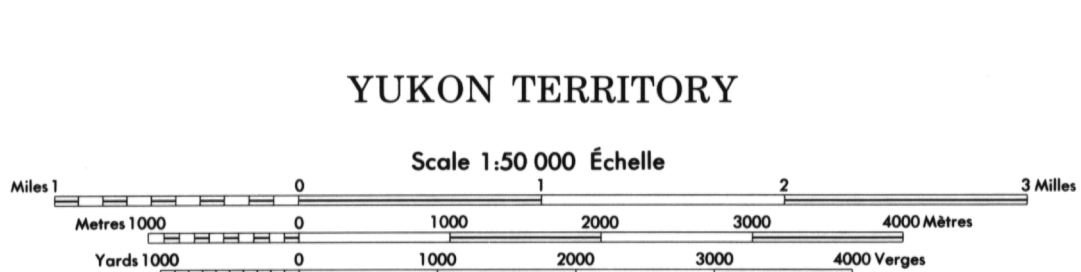 YUKON TERRITORY
Scale 1:50 000 Échelle
Miles 1 0 1 2 3 Milles
Metres 1000 0 1000 2000 3000 4000 Mètres
Yards 1000 0 1000 2000 3000 4000 Verges